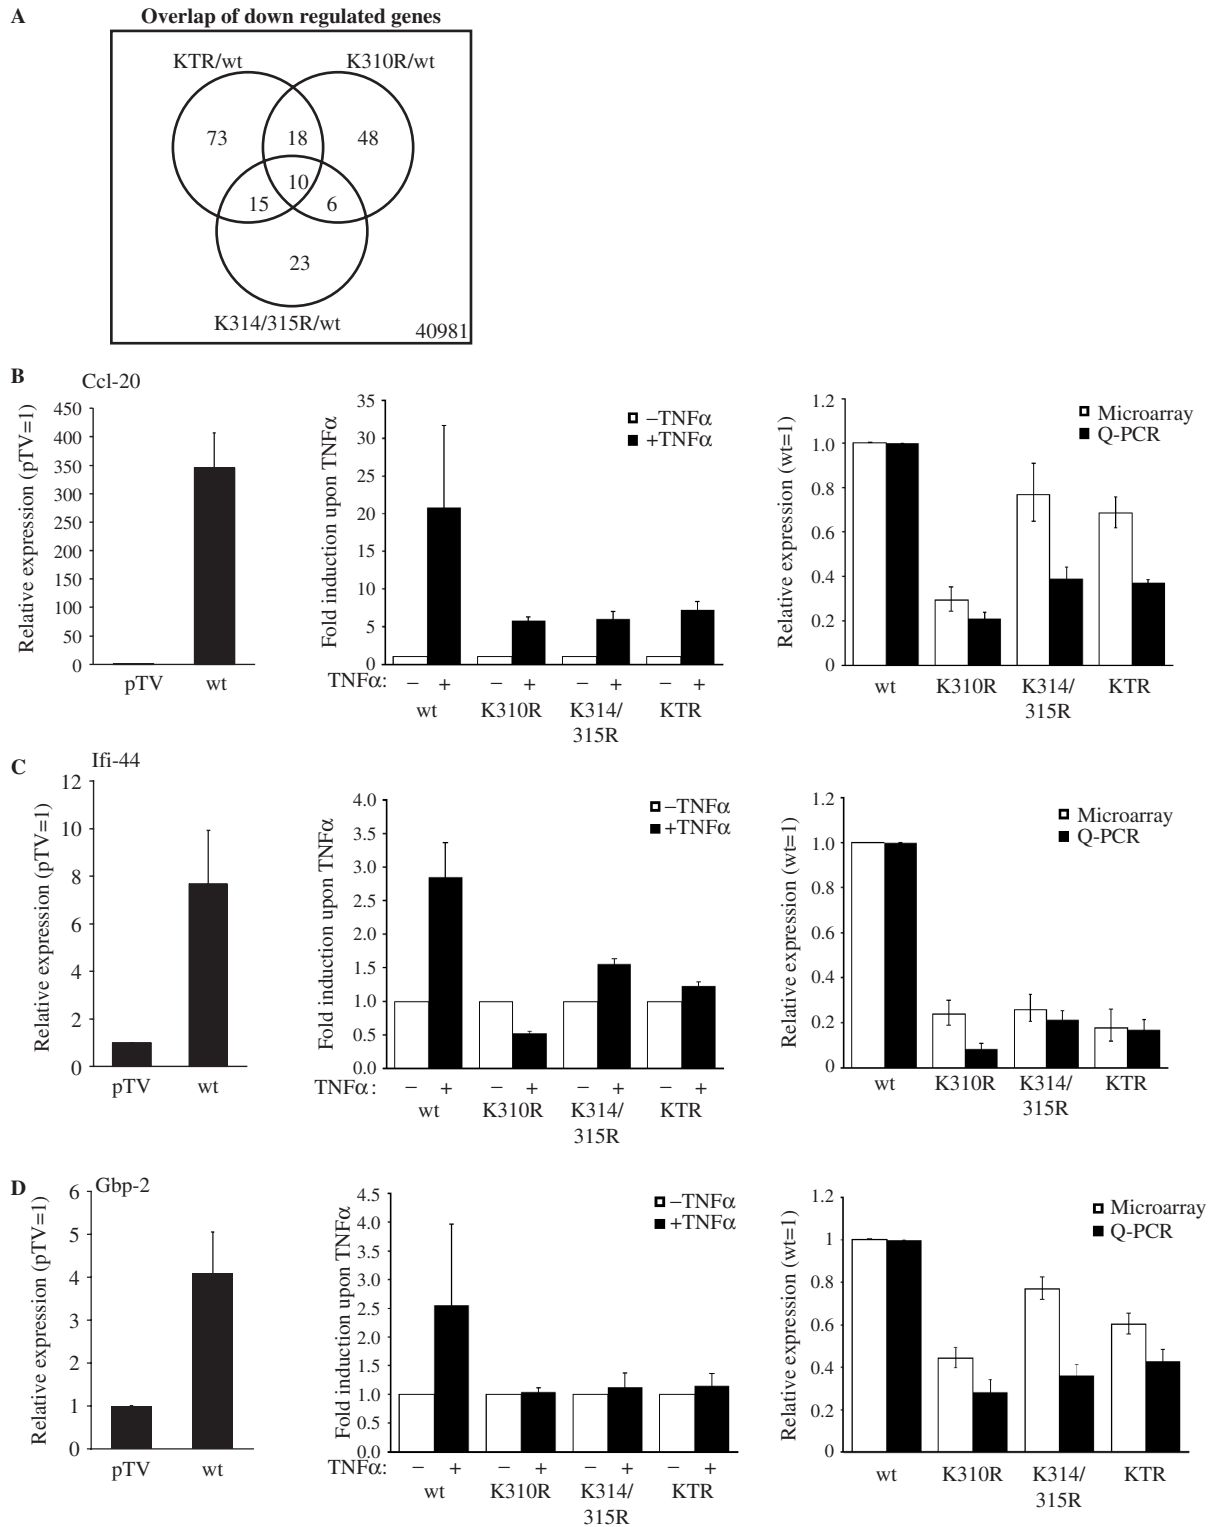 A
Overlap of down regulated genes
KTR/wt
K310R/wt
73
18
48
10
15
6
23
K314/315R/wt
40981
B
Ccl-20
Relative expression (pTV=1)
450
400
350
300
250
200
150
100
50
0
pTV
wt
Fold induction upon TNFα
35
30
25
20
15
10
5
0
−TNFα
+TNFα
TNFα: − + − + − + − +
wt K310R K314/ KTR
315R
Relative expression (wt=1)
1.2
1.0
0.8
0.6
0.4
0.2
0
Microarray
Q-PCR
wt K310R K314/ KTR
315R
C
Ifi-44
Relative expression (pTV=1)
12
10
8
6
4
2
0
pTV
wt
Fold induction upon TNFα
4.0
3.5
3.0
2.5
2.0
1.5
1.0
0.5
0.0
−TNFα
+TNFα
TNFα: − + − + − + − +
wt K310R K314/ KTR
315R
Relative expression (wt=1)
1.2
1.0
0.8
0.6
0.4
0.2
0
Microarray
Q-PCR
wt K310R K314/ KTR
315R
D
Gbp-2
Relative expression (pTV=1)
6
5
4
3
2
1
0
pTV
wt
Fold induction upon TNFα
4.5
4.0
3.5
3.0
2.5
2.0
1.5
1.0
0.5
0.0
−TNFα
+TNFα
TNFα: − + − + − + − +
wt K310R K314/ KTR
315R
Relative expression (wt=1)
1.2
1
0.8
0.6
0.4
0.2
0
Microarray
Q-PCR
wt K310R K314/ KTR
315R